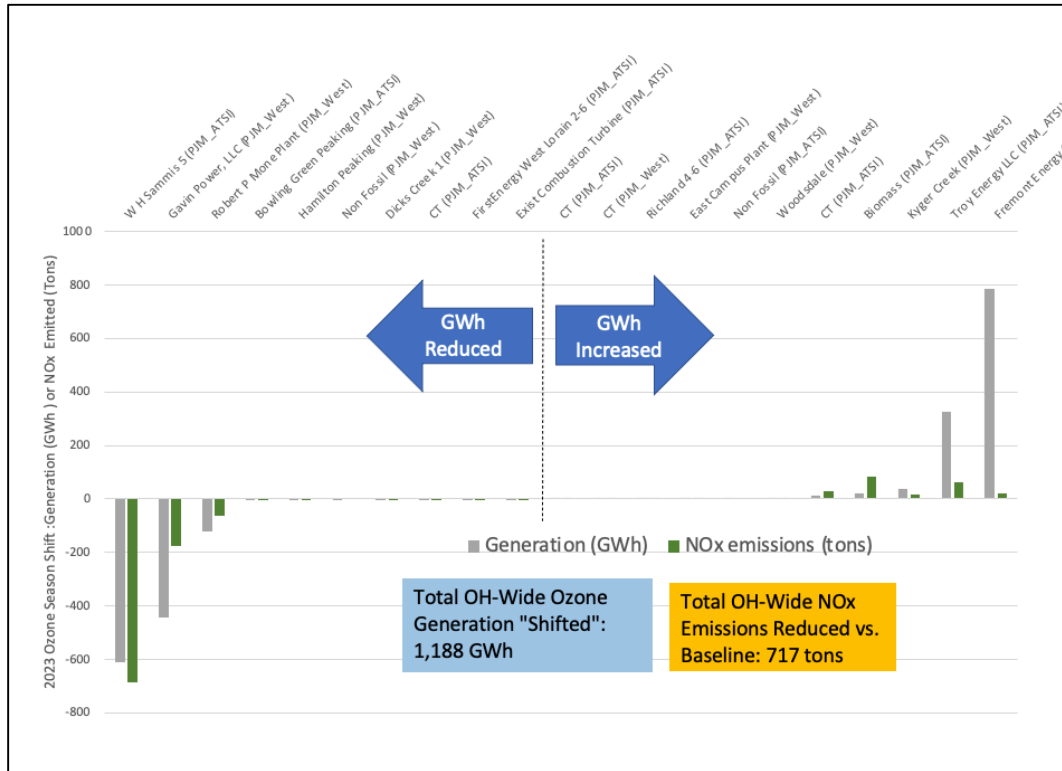 W H Sammis 5 (PJM_ATSI)
Gavin Power, LLC (PJM_West)
Robert P Mone Plant (PJM_West)
Bowling Green Peaking (PJM_ATSI)
Hamilton Peaking (PJM_West)
Non Fossil (PJM_West)
Dicks Creek 1 (PJM_West)
CT (PJM_ATSI)
FirstEnergy West Lorain 2-6 (PJM_ATSI)
Exist Combustion Turbine (PJM_ATSI)
CT (PJM_ATSI)
CT (PJM_West)
Richland 4-6 (PJM_ATSI)
East Campus Plant (PJM_West)
Non Fossil (PJM_ATSI)
Woodsdale (PJM_West)
CT (PJM_ATSI)
Biomass (PJM_ATSI)
Kyger Creek (PJM_West)
Troy Energy LLC (PJM_ATSI
Fremont Energy
2023 Ozone Season Shift :Generation (GWh ) or NOx Emitted (Tons)
1000
800
600
400
200
0
-200
-400
-600
-800
GWh
Reduced
GWh
Increased
Generation (GWh)
NOx emissions (tons)
Total OH-Wide Ozone
Generation "Shifted":
1,188 GWh
Total OH-Wide NOx
Emissions Reduced vs.
Baseline: 717 tons